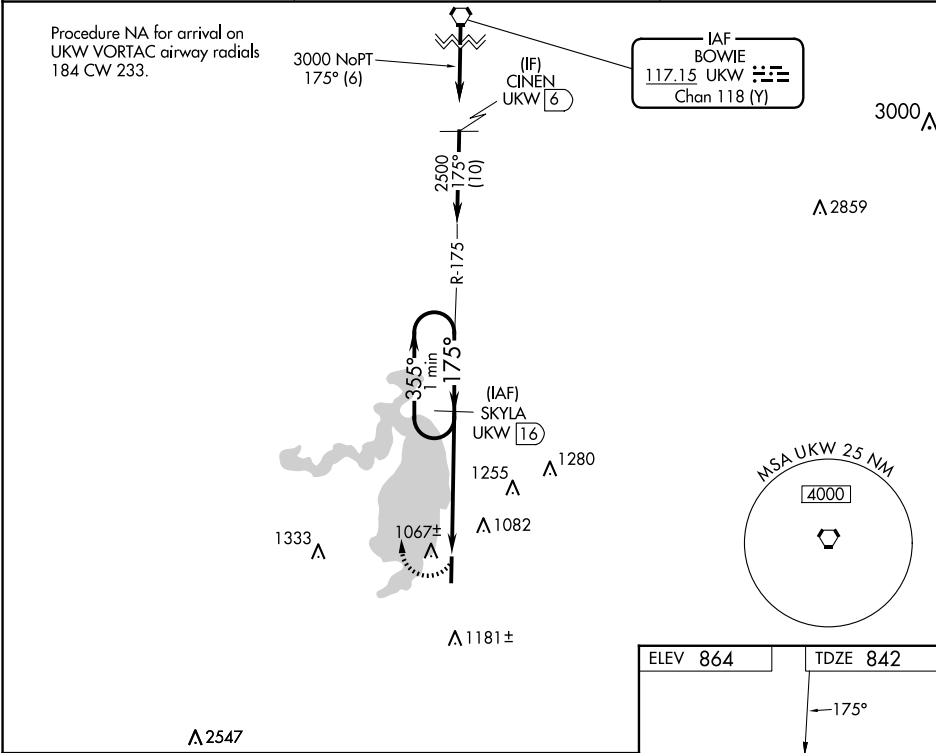 Procedure NA for arrival on
UKW VORTAC airway radials
184 CW 233.
3000 NoPT
175° (6)
(IF)
CINEN
UKW 6
IAF
BOWIE
117.15 UKW
Chan 118 (Y)
3000
2859
2500
175°
(10)
R-175
355°
1 min
175°
(IAF)
SKYLA
UKW 16
1255
1280
1082
1067±
1333
1181±
2547
MSA UKW 25 NM
4000
ELEV 864
TDZE 842
175°